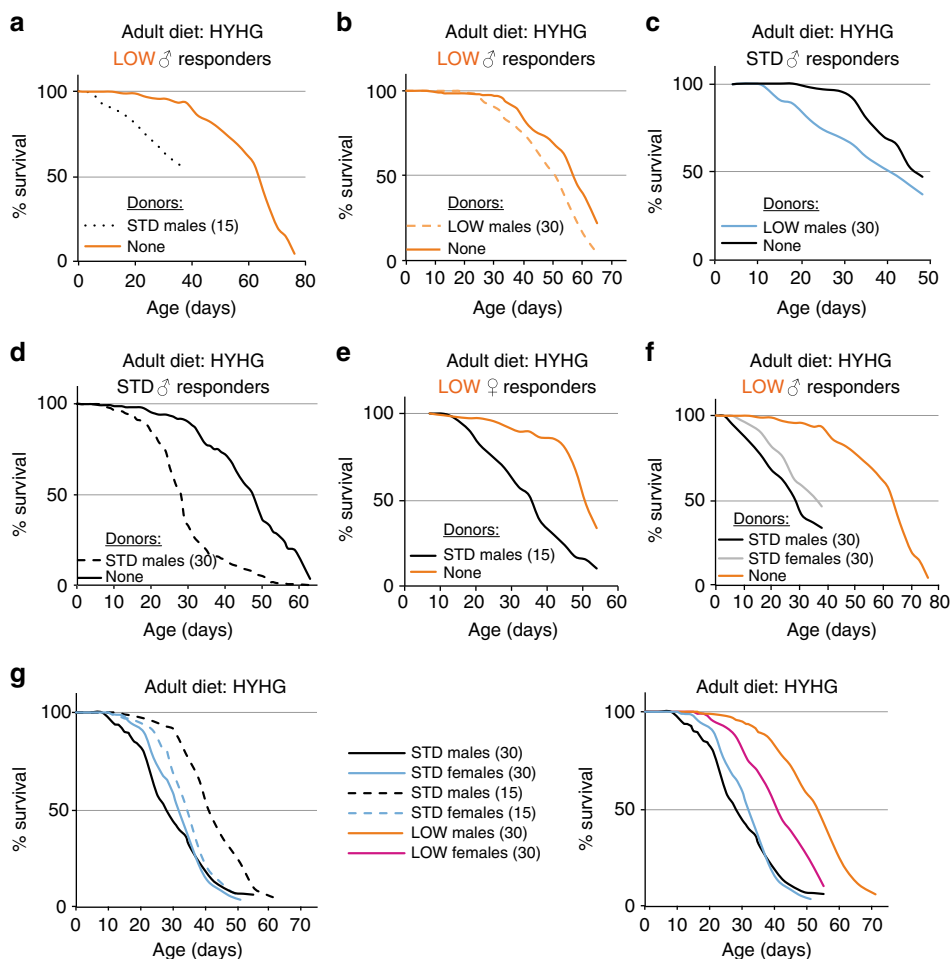 a
Adult diet: HYHG
LOW ♂ responders
% survival
100
50
0
Donors:
STD males (15)
None
0 20 40 60 80
Age (days)
b
Adult diet: HYHG
LOW ♂ responders
% survival
100
50
0
Donors:
LOW males (30)
None
0 10 20 30 40 50 60 70
Age (days)
c
Adult diet: HYHG
STD ♂ responders
% survival
100
50
0
Donors:
LOW males (30)
None
0 10 20 30 40 50
Age (days)
d
Adult diet: HYHG
STD ♂ responders
% survival
100
50
0
Donors:
STD males (30)
None
0 10 20 30 40 50 60
Age (days)
e
Adult diet: HYHG
LOW ♀ responders
% survival
100
50
0
Donors:
STD males (15)
None
0 10 20 30 40 50 60
Age (days)
f
Adult diet: HYHG
LOW ♂ responders
% survival
100
50
0
Donors:
STD males (30)
STD females (30)
None
0 10 20 30 40 50 60 70 80
Age (days)
g
Adult diet: HYHG
% survival
100
50
0
0 10 20 30 40 50 60 70
Age (days)
STD males (30)
STD females (30)
STD males (15)
STD females (15)
LOW males (30)
LOW females (30)
Adult diet: HYHG
% survival
100
50
0
0 10 20 30 40 50 60 70
Age (days)